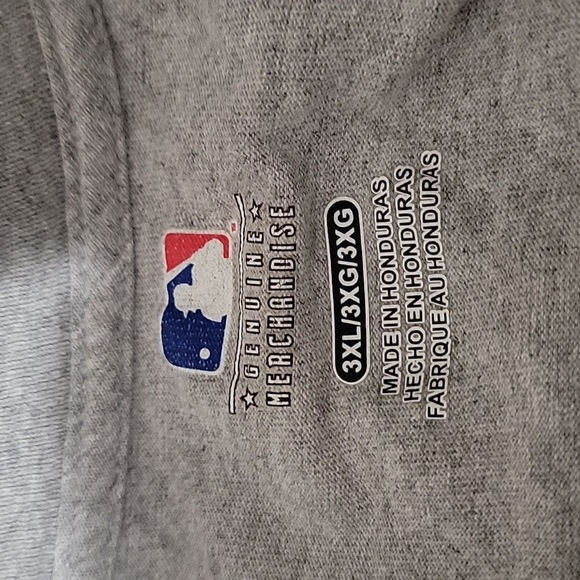 GENUINE
MERCHANDISE
3XL/3XG/3XG
MADE IN HONDURAS
HECHO EN HONDURAS
FABRIQUE AU HONDURAS